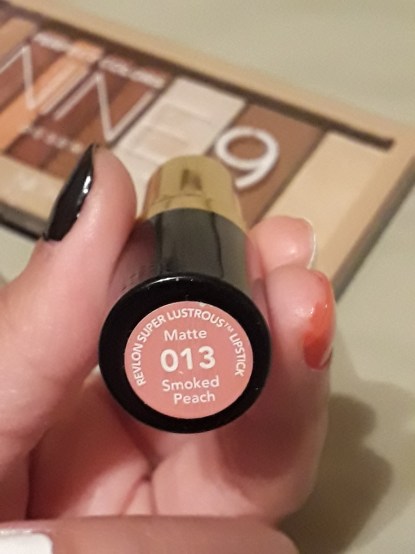 NINE 9
REVLON SUPER LUSTROUS™ LIPSTICK
Matte
013
Smoked
Peach